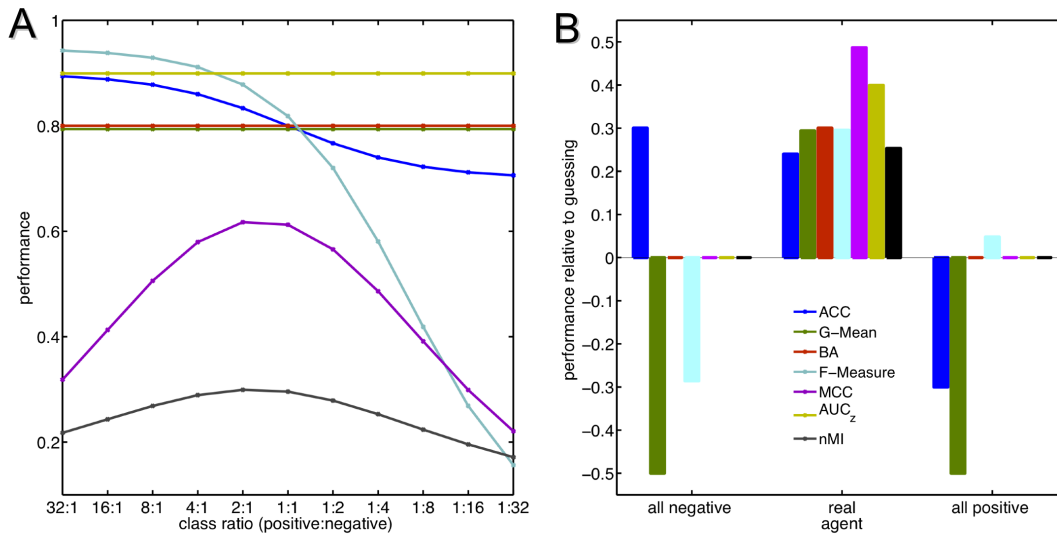 A
performance
1
0.8
0.6
0.4
0.2
32:1 16:1 8:1 4:1 2:1 1:1 1:2 1:4 1:8 1:16 1:32
class ratio (positive:negative)
B
performance relative to guessing
0.5
0.4
0.3
0.2
0.1
0
−0.1
−0.2
−0.3
−0.4
−0.5
ACC
G−Mean
BA
F−Measure
MCC
AUCz
nMI
all negative real all positive
agent